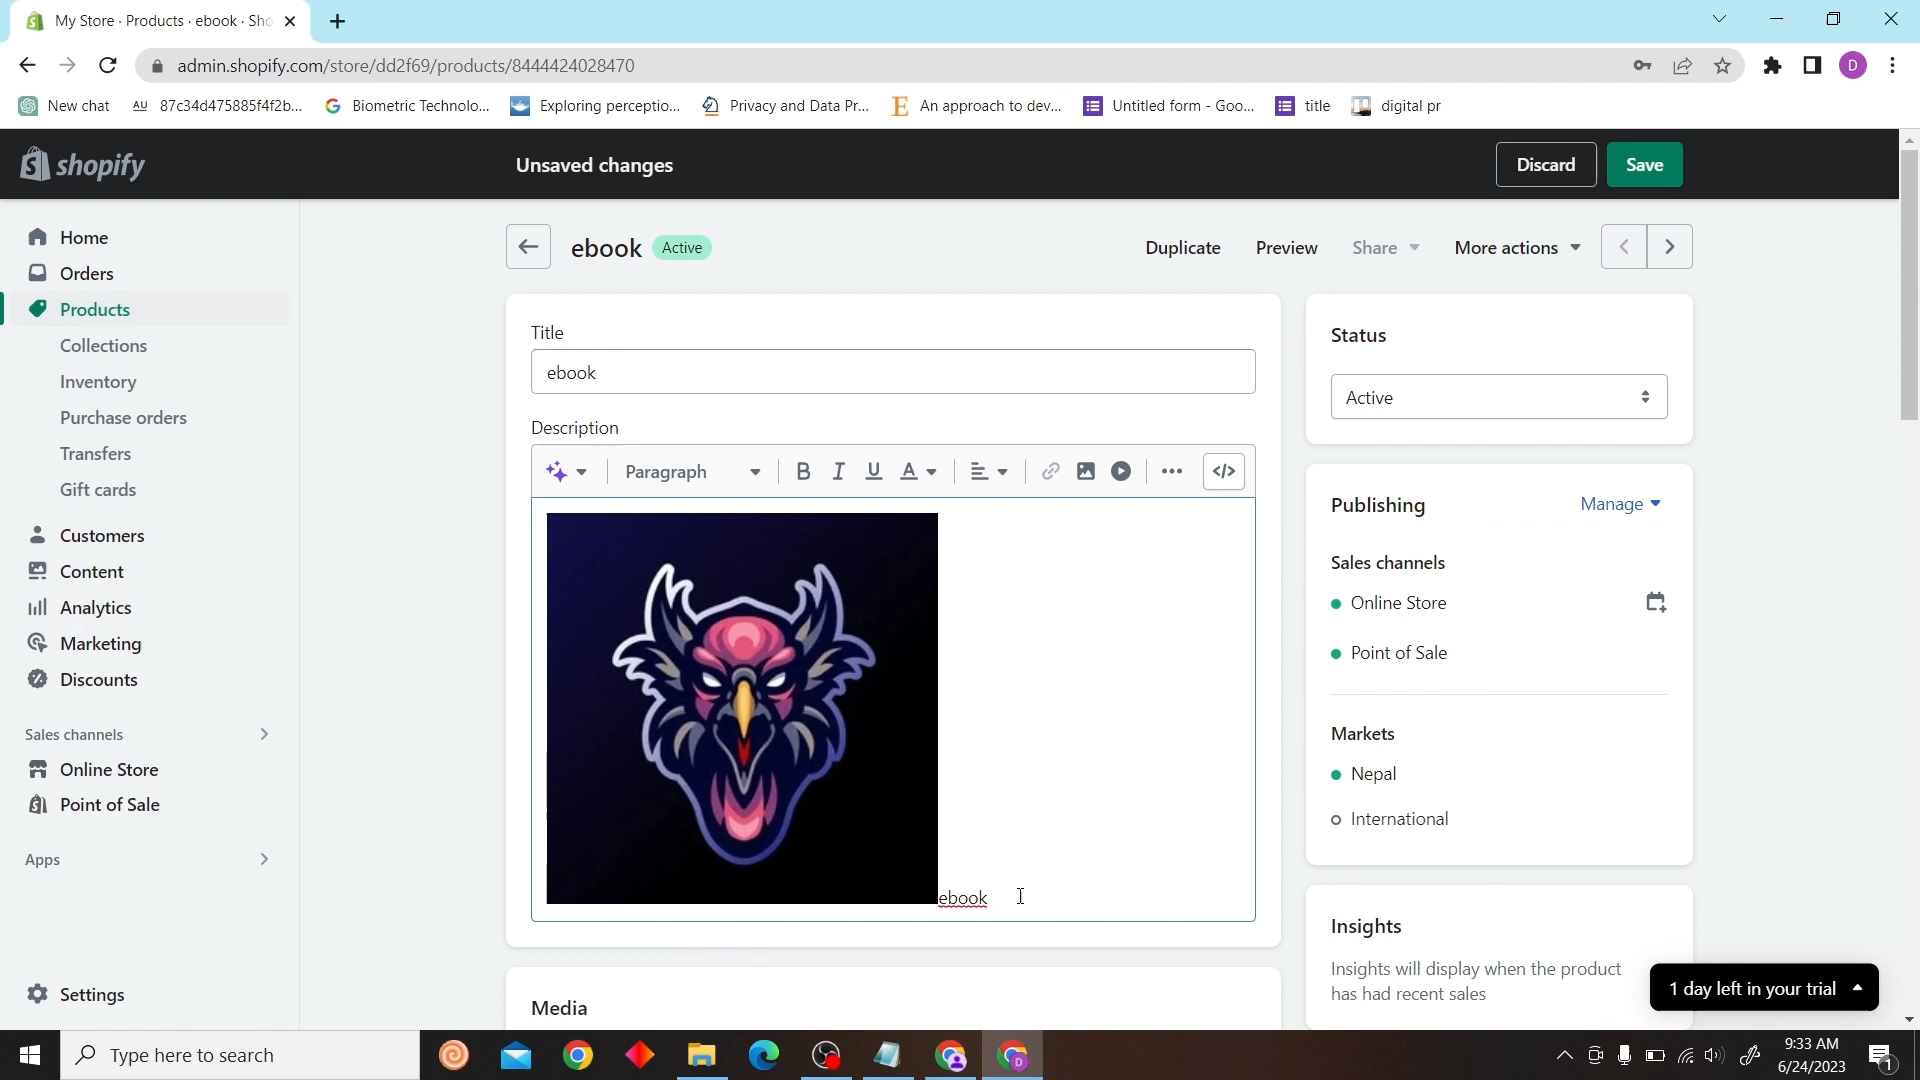 My Store · Products · ebook · Sho
admin.shopify.com/store/dd2f69/products/8444424028470
D
New chat
AU 87c34d475885f4f2b...
Biometric Technolo...
Exploring perceptio...
Privacy and Data Pr...
An approach to dev...
Untitled form - Goo...
title
digital pr
shopify
Unsaved changes
Discard
Save
Home
Orders
Products
Collections
Inventory
Purchase orders
Transfers
Gift cards
Customers
Content
Analytics
Marketing
Discounts
Sales channels
Online Store
Point of Sale
Apps
Settings
ebook Active
Duplicate
Preview
Share
More actions
Title
ebook
Description
Paragraph
B I U A
ebook
Media
Status
Active
Publishing
Manage
Sales channels
Online Store
Point of Sale
Markets
Nepal
International
Insights
Insights will display when the product
has had recent sales
1 day left in your trial
Type here to search
D
9:33 AM
6/24/2023
1